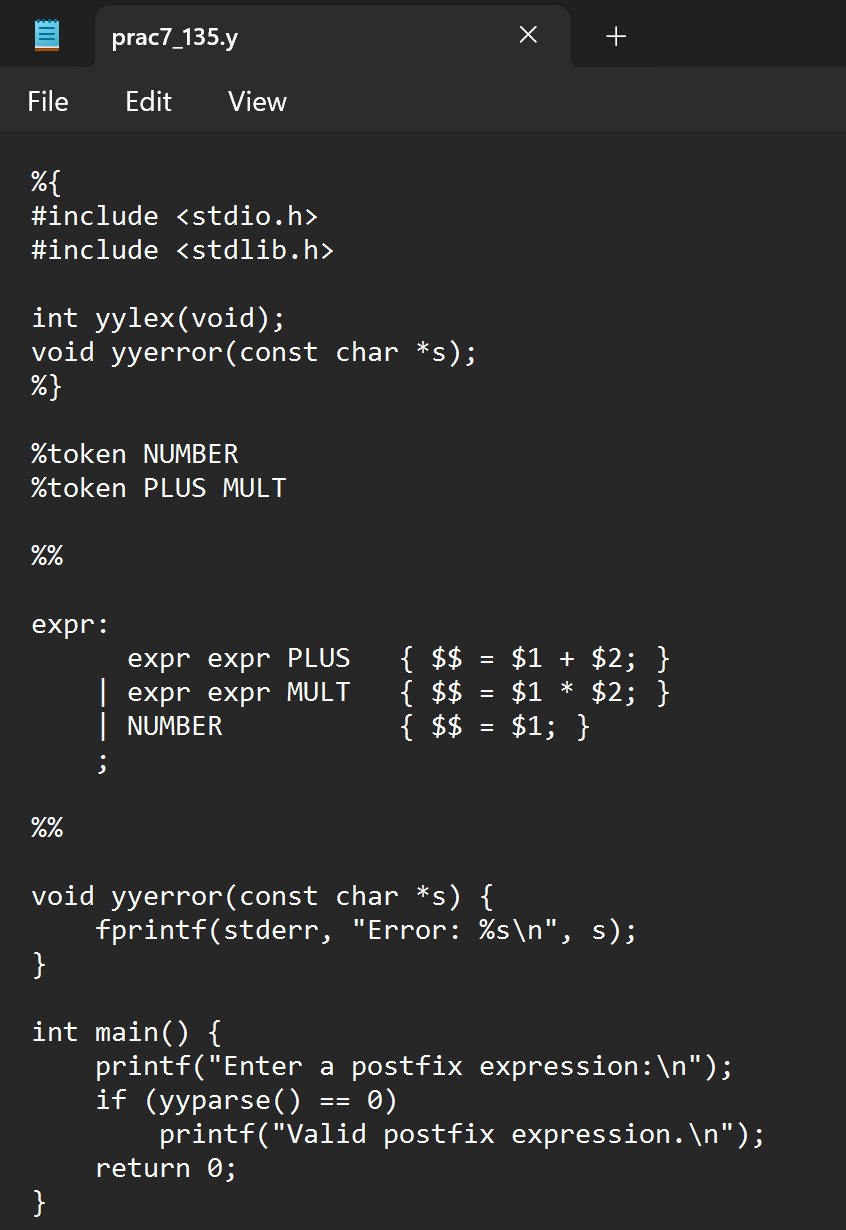 prac7_135.y
File Edit View
%{
#include <stdio.h>
#include <stdlib.h>
int yylex(void);
void yyerror(const char *s);
%}
%token NUMBER
%token PLUS MULT
%%
expr:
      expr expr PLUS   { $$ = $1 + $2; }
    | expr expr MULT   { $$ = $1 * $2; }
    | NUMBER           { $$ = $1; }
    ;
%%
void yyerror(const char *s) {
    fprintf(stderr, "Error: %s\n", s);
}
int main() {
    printf("Enter a postfix expression:\n");
    if (yyparse() == 0)
        printf("Valid postfix expression.\n");
    return 0;
}